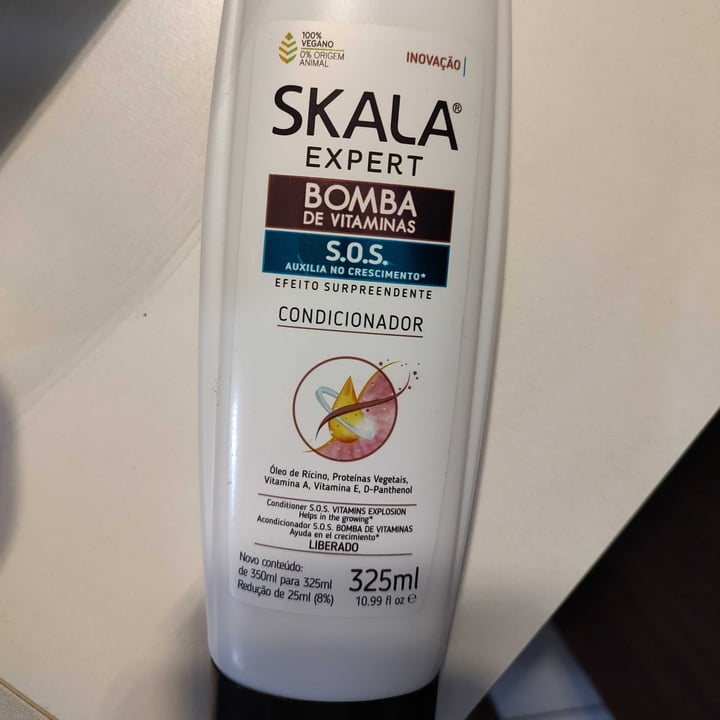 100%
VEGANO
0% ORIGEM
ANIMAL
INOVAÇÃO
SKALA®
EXPERT
BOMBA
DE VITAMINAS
S.O.S.
AUXILIA NO CRESCIMENTO*
EFEITO SURPREENDENTE
CONDICIONADOR
Óleo de Rícino, Proteínas Vegetais,
Vitamina A, Vitamina E, D-Panthenol
Conditioner S.O.S. VITAMINS EXPLOSION
Helps in the growing*
Acondicionador S.O.S. BOMBA DE VITAMINAS
Ayuda en el crecimiento*
LIBERADO
Novo conteúdo:
de 350ml para 325ml
Redução de 25ml (8%)
325ml
10.99 fl oz ℮